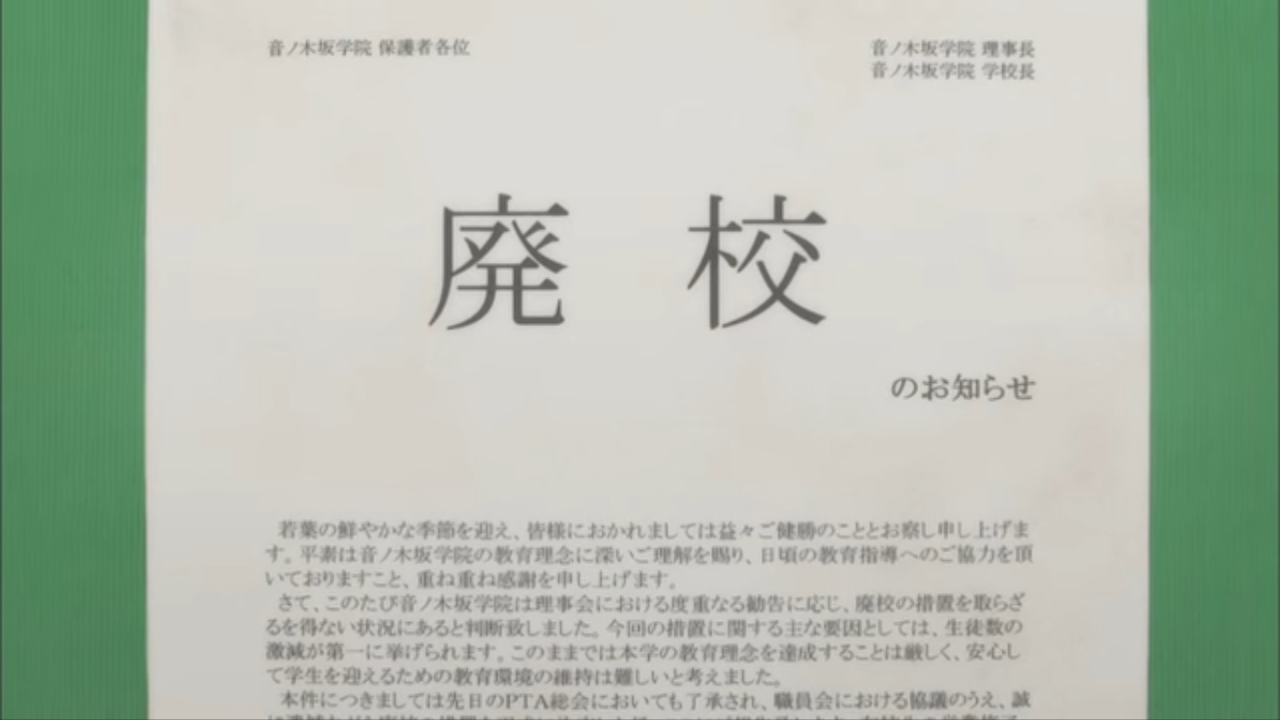 音ノ木坂学院 保護者各位
音ノ木坂学院 理事長
音ノ木坂学院 学校長
廃 校
のお知らせ
若葉の鮮やかな季節を迎え、皆様におかれましては益々ご健勝のこととお察し申し上げま
す。平素は音ノ木坂学院の教育理念に深いご理解を賜り、日頃の教育指導へのご協力を頂
いておりますこと、重ね重ね感謝を申し上げます。
さて、このたび音ノ木坂学院は理事会における度重なる勧告に応じ、廃校の措置を取らざ
るを得ない状況にあると判断致しました。今回の措置に関する主な要因としては、生徒数の
激減が第一に挙げられます。このままでは本学の教育理念を達成することは厳しく、安心し
て学生を迎えるための教育環境の維持は難しいと考えました。
本件につきましては先日のPTA総会においても了承され、職員会における協議のうえ、誠